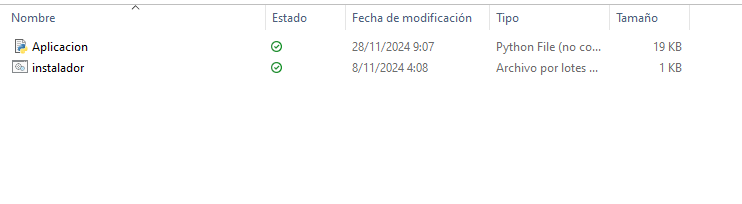 Nombre Estado Fecha de modificación Tipo Tamaño
Aplicacion 28/11/2024 9:07 Python File (no co... 19 KB
instalador 8/11/2024 4:08 Archivo por lotes ... 1 KB